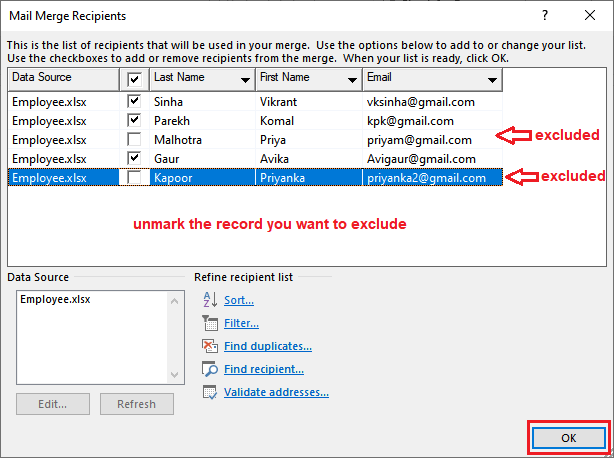 Mail Merge Recipients
This is the list of recipients that will be used in your merge.  Use the options below to add to or change your list.
Use the checkboxes to add or remove recipients from the merge.  When your list is ready, click OK.
Data Source Last Name First Name Email
Employee.xlsx Sinha Vikrant vksinha@gmail.com
Employee.xlsx Parekh Komal kpk@gmail.com
Employee.xlsx Malhotra Priya priyam@gmail.com excluded
Employee.xlsx Gaur Avika Avigaur@gmail.com
Employee.xlsx Kapoor Priyanka priyanka2@gmail.com excluded
unmark the record you want to exclude
Data Source
Employee.xlsx
Edit... Refresh
Refine recipient list
Sort...
Filter...
Find duplicates...
Find recipient...
Validate addresses...
OK